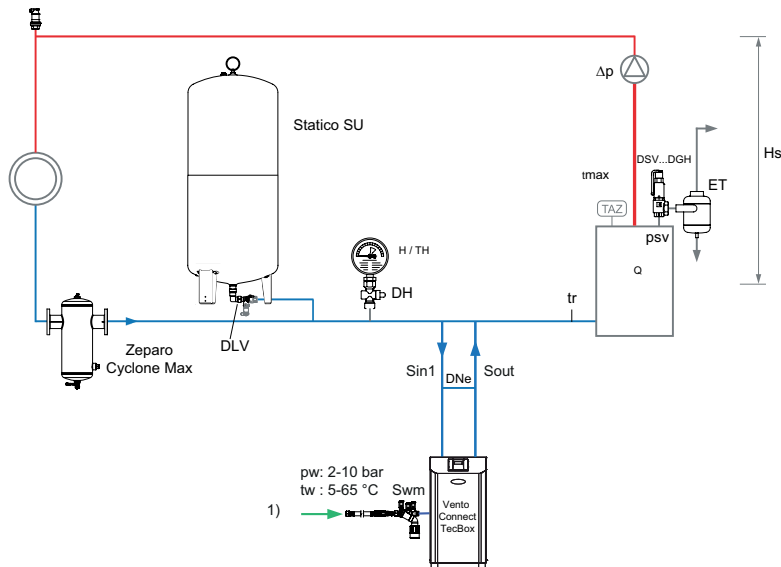 Δp
Statico SU
Hs
DSV...DGH
tmax
ET
TAZ
psv
H / TH
Q
DH
tr
DLV
Zeparo
Cyclone Max
Sin1
Sout
DNe
pw: 2-10 bar
tw : 5-65 °C
Swm
1)
Vento
Connect
TecBox